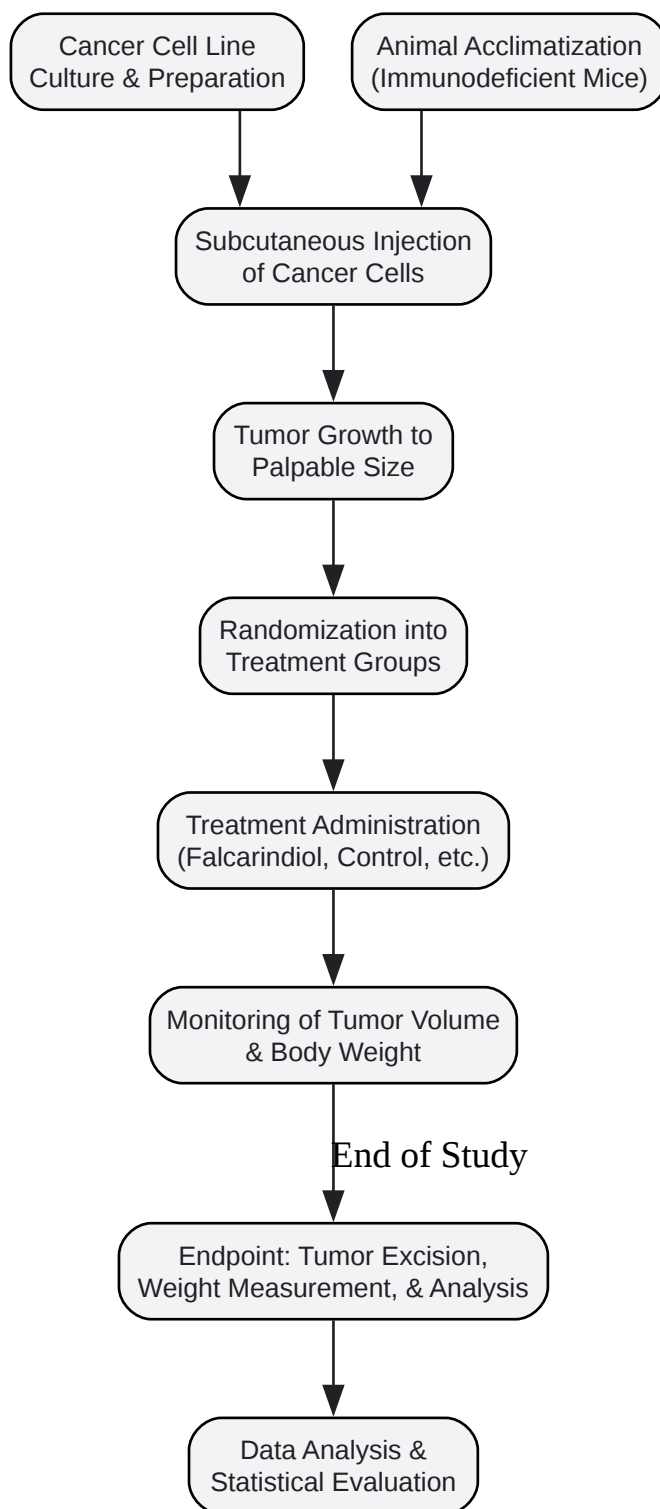 Cancer Cell Line
Culture & Preparation
Animal Acclimatization
(Immunodeficient Mice)
Subcutaneous Injection
of Cancer Cells
Tumor Growth to
Palpable Size
Randomization into
Treatment Groups
Treatment Administration
(Falcarindiol, Control, etc.)
Monitoring of Tumor Volume
& Body Weight
End of Study
Endpoint: Tumor Excision,
Weight Measurement, & Analysis
Data Analysis &
Statistical Evaluation